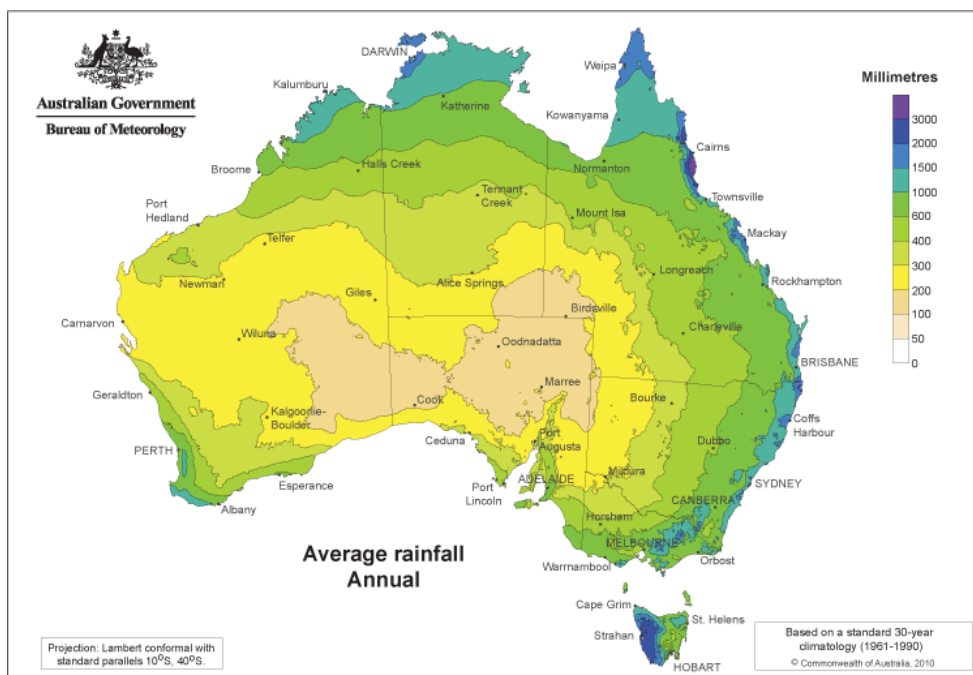 Australian Government
Bureau of Meteorology
DARWIN
Kalumburu
Katherine
Weipa
Kowanyama
Cairns
Broome
Halls Creek
Normanton
Townsville
Port
Hedland
Tennant
Creek
Mount Isa
Mackay
Telfer
Newman
Giles
Alice Springs
Longreach
Rockhampton
Birdsville
Carnarvon
Wiluna
Oodnadatta
Charleville
BRISBANE
Geraldton
Marree
Bourke
Kalgoorlie-
Boulder
Cook
Coffs
Harbour
Ceduna
Port
Augusta
Dubbo
PERTH
Esperance
Port
Lincoln
ADELAIDE
Mildura
SYDNEY
Albany
CANBERRA
Horsham
MELBOURNE
Orbost
Warrnambool
Cape Grim
St. Helens
Strahan
HOBART
Millimetres
3000
2000
1500
1000
600
400
300
200
100
50
0
Average rainfall
Annual
Projection: Lambert conformal with
standard parallels 10°S, 40°S.
Based on a standard 30-year
climatology (1961-1990)
© Commonwealth of Australia, 2010